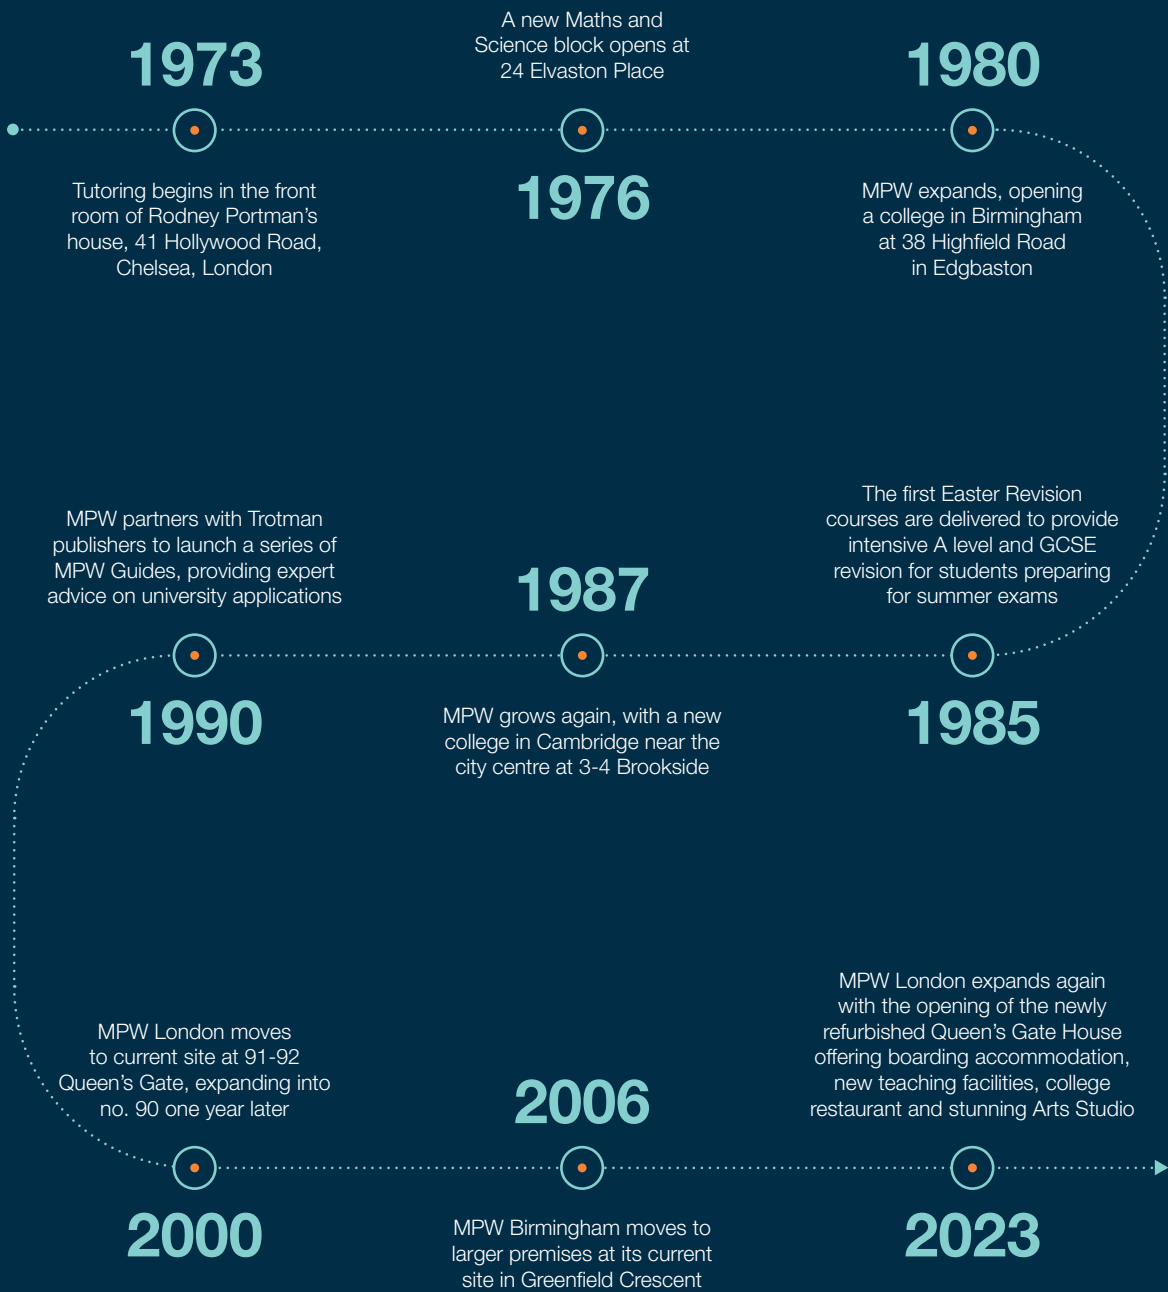 1973
Tutoring begins in the front
room of Rodney Portman’s
house, 41 Hollywood Road,
Chelsea, London
A new Maths and
Science block opens at
24 Elvaston Place
1976
1980
MPW expands, opening
a college in Birmingham
at 38 Highfield Road
in Edgbaston
The first Easter Revision
courses are delivered to provide
intensive A level and GCSE
revision for students preparing
for summer exams
1985
1987
MPW grows again, with a new
college in Cambridge near the
city centre at 3-4 Brookside
MPW partners with Trotman
publishers to launch a series of
MPW Guides, providing expert
advice on university applications
1990
MPW London moves
to current site at 91-92
Queen’s Gate, expanding into
no. 90 one year later
2000
2006
MPW Birmingham moves to
larger premises at its current
site in Greenfield Crescent
MPW London expands again
with the opening of the newly
refurbished Queen’s Gate House
offering boarding accommodation,
new teaching facilities, college
restaurant and stunning Arts Studio
2023